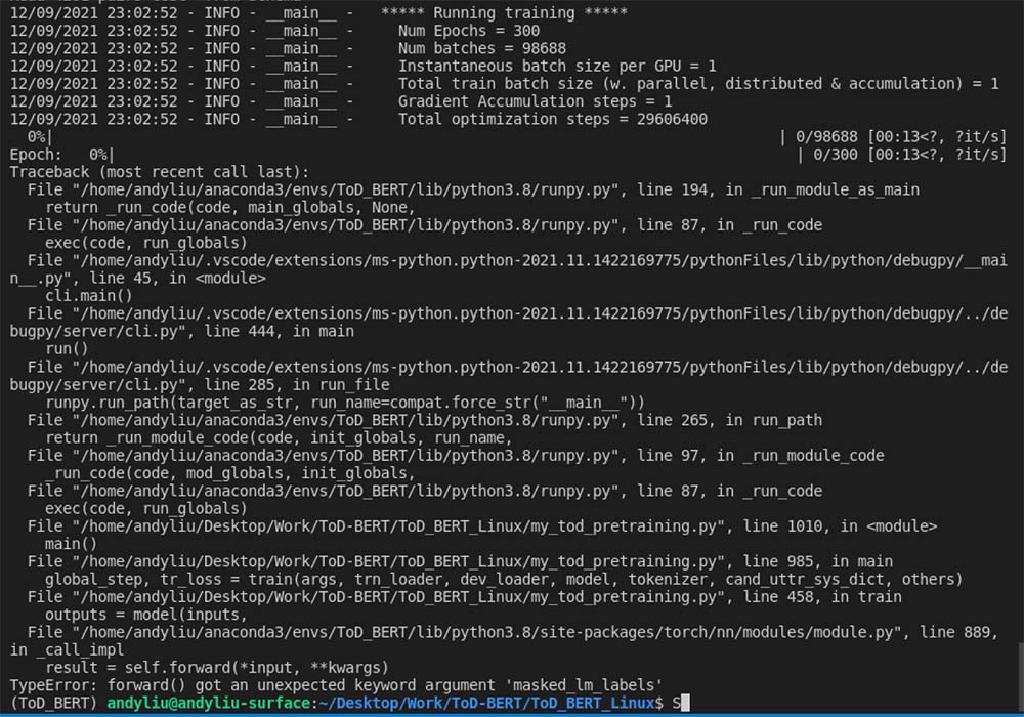 12/09/2021 23:02:52 - INFO - __main__ -   ***** Running training *****
12/09/2021 23:02:52 - INFO - __main__ -     Num Epochs = 300
12/09/2021 23:02:52 - INFO - __main__ -     Num batches = 98688
12/09/2021 23:02:52 - INFO - __main__ -     Instantaneous batch size per GPU = 1
12/09/2021 23:02:52 - INFO - __main__ -     Total train batch size (w. parallel, distributed & accumulation) = 1
12/09/2021 23:02:52 - INFO - __main__ -     Gradient Accumulation steps = 1
12/09/2021 23:02:52 - INFO - __main__ -     Total optimization steps = 29606400
  0%| | 0/98688 [00:13<?, ?it/s]
Epoch:   0%| | 0/300 [00:13<?, ?it/s]
Traceback (most recent call last):
  File "/home/andyliu/anaconda3/envs/ToD_BERT/lib/python3.8/runpy.py", line 194, in _run_module_as_main
    return _run_code(code, main_globals, None,
  File "/home/andyliu/anaconda3/envs/ToD_BERT/lib/python3.8/runpy.py", line 87, in _run_code
    exec(code, run_globals)
  File "/home/andyliu/.vscode/extensions/ms-python.python-2021.11.1422169775/pythonFiles/lib/python/debugpy/__mai
n__.py", line 45, in <module>
    cli.main()
  File "/home/andyliu/.vscode/extensions/ms-python.python-2021.11.1422169775/pythonFiles/lib/python/debugpy/../de
bugpy/server/cli.py", line 444, in main
    run()
  File "/home/andyliu/.vscode/extensions/ms-python.python-2021.11.1422169775/pythonFiles/lib/python/debugpy/../de
bugpy/server/cli.py", line 285, in run_file
    runpy.run_path(target_as_str, run_name=compat.force_str("__main__"))
  File "/home/andyliu/anaconda3/envs/ToD_BERT/lib/python3.8/runpy.py", line 265, in run_path
    return _run_module_code(code, init_globals, run_name,
  File "/home/andyliu/anaconda3/envs/ToD_BERT/lib/python3.8/runpy.py", line 97, in _run_module_code
    _run_code(code, mod_globals, init_globals,
  File "/home/andyliu/anaconda3/envs/ToD_BERT/lib/python3.8/runpy.py", line 87, in _run_code
    exec(code, run_globals)
  File "/home/andyliu/Desktop/Work/ToD-BERT/ToD_BERT_Linux/my_tod_pretraining.py", line 1010, in <module>
    main()
  File "/home/andyliu/Desktop/Work/ToD-BERT/ToD_BERT_Linux/my_tod_pretraining.py", line 985, in main
    global_step, tr_loss = train(args, trn_loader, dev_loader, model, tokenizer, cand_uttr_sys_dict, others)
  File "/home/andyliu/Desktop/Work/ToD-BERT/ToD_BERT_Linux/my_tod_pretraining.py", line 458, in train
    outputs = model(inputs,
  File "/home/andyliu/anaconda3/envs/ToD_BERT/lib/python3.8/site-packages/torch/nn/modules/module.py", line 889,
in _call_impl
    result = self.forward(*input, **kwargs)
TypeError: forward() got an unexpected keyword argument 'masked_lm_labels'
(ToD_BERT) andyliu@andyliu-surface:~/Desktop/Work/ToD-BERT/ToD_BERT_Linux$ S